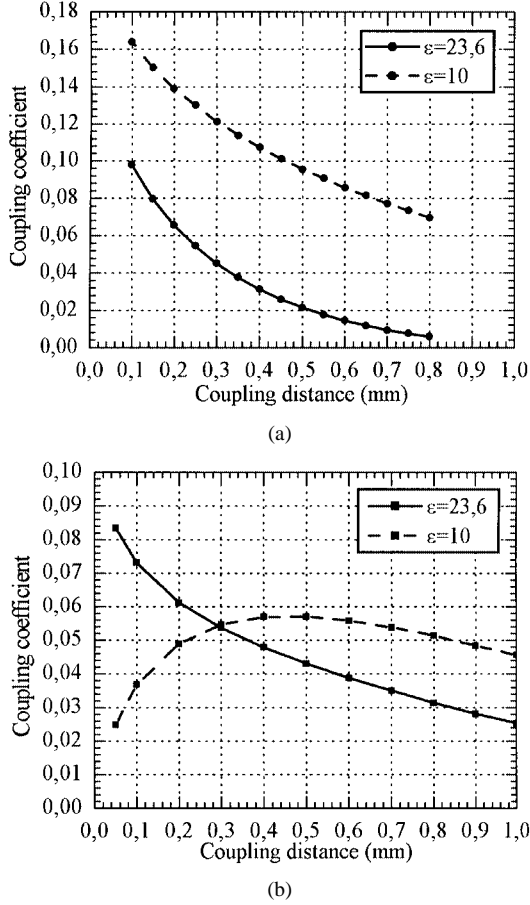 0,18
0,16
0,14
0,12
0,10
0,08
0,06
0,04
0,02
0,00
Coupling coefficient
ε=23,6
ε=10
0,0 0,1 0,2 0,3 0,4 0,5 0,6 0,7 0,8 0,9 1,0
Coupling distance (mm)
(a)
0,10
0,09
0,08
0,07
0,06
0,05
0,04
0,03
0,02
0,01
0,00
Coupling coefficient
ε=23,6
ε=10
0,0 0,1 0,2 0,3 0,4 0,5 0,6 0,7 0,8 0,9 1,0
Coupling distance (mm)
(b)